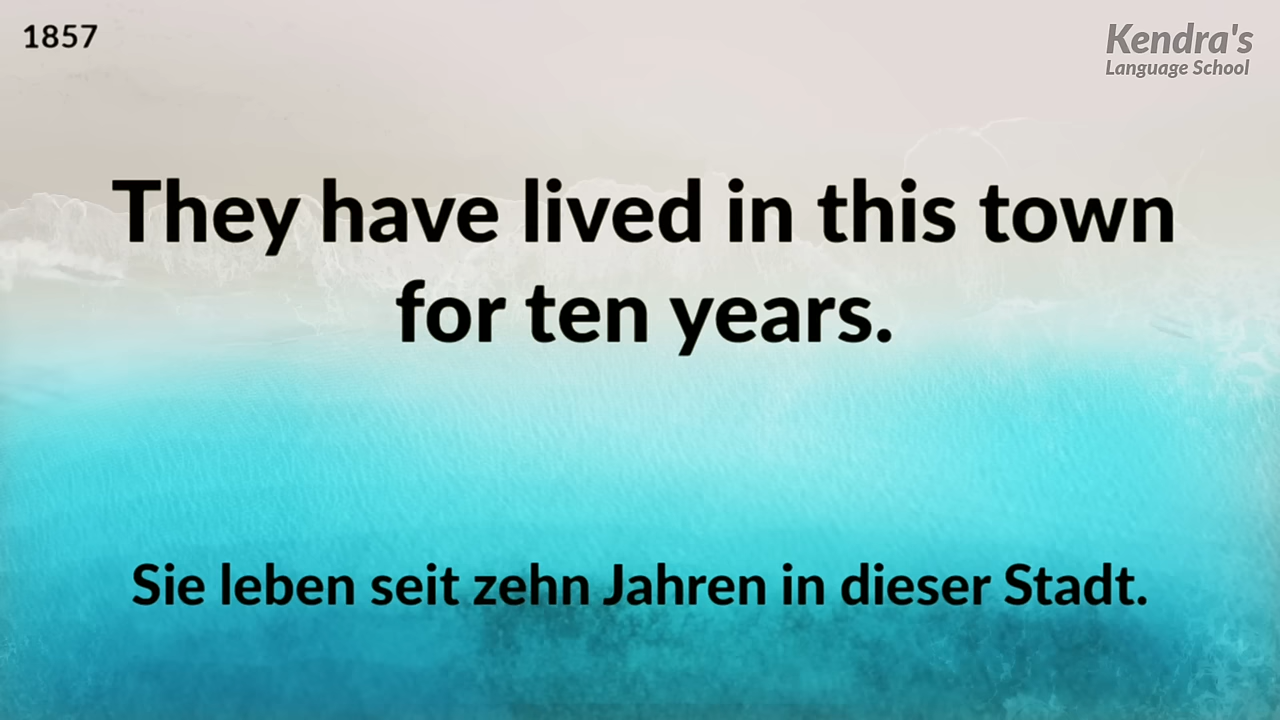 1857
Kendra's
Language School
They have lived in this town
for ten years.
Sie leben seit zehn Jahren in dieser Stadt.